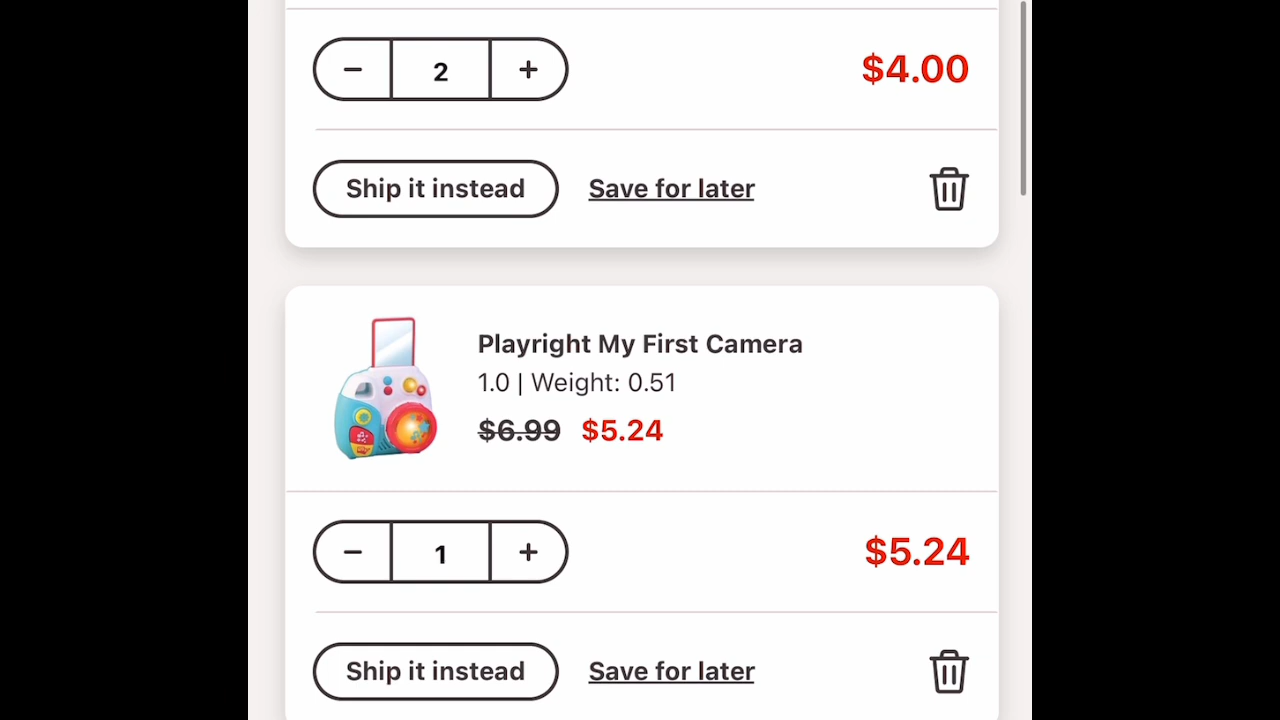 − 2 + $4.00
Ship it instead Save for later
Playright My First Camera
1.0 | Weight: 0.51
$6.99 $5.24
− 1 + $5.24
Ship it instead Save for later